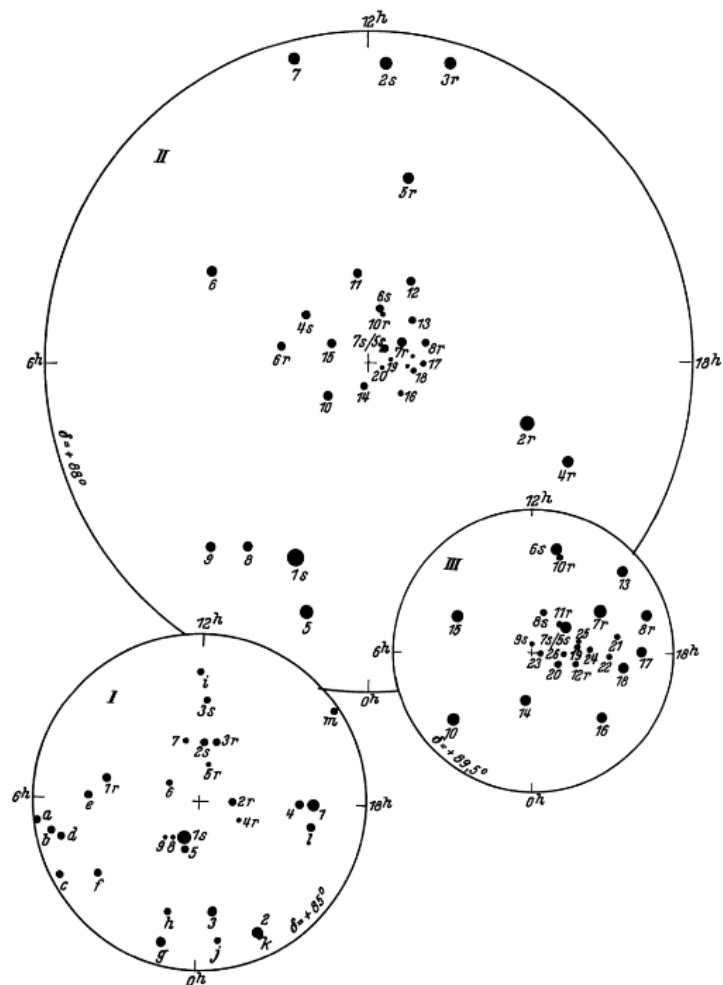 12h
7
2s
3r
II
5r
6
11
12
6s
4s
10r
13
7s/5s
7r
8r
6r
15
6h
18h
20
19
17
18
10
14
16
2r
4r
δ=+88°
12h
6s
10r
III
13
9
8
1s
5
15
8s
11r
7r
8r
9s
7s/5s
25
6h
18h
23
26
19
24
22
21
17
20
12r
18
14
10
16
δ=+89,5°
0h
0h
12h
I
i
3s
m
7
2s
3r
5r
6
1r
6h
e
2r
4
1
18h
a
b
d
4r
l
9
8
1s
5
c
f
h
3
2
δ=+85°
g
j
k
0h